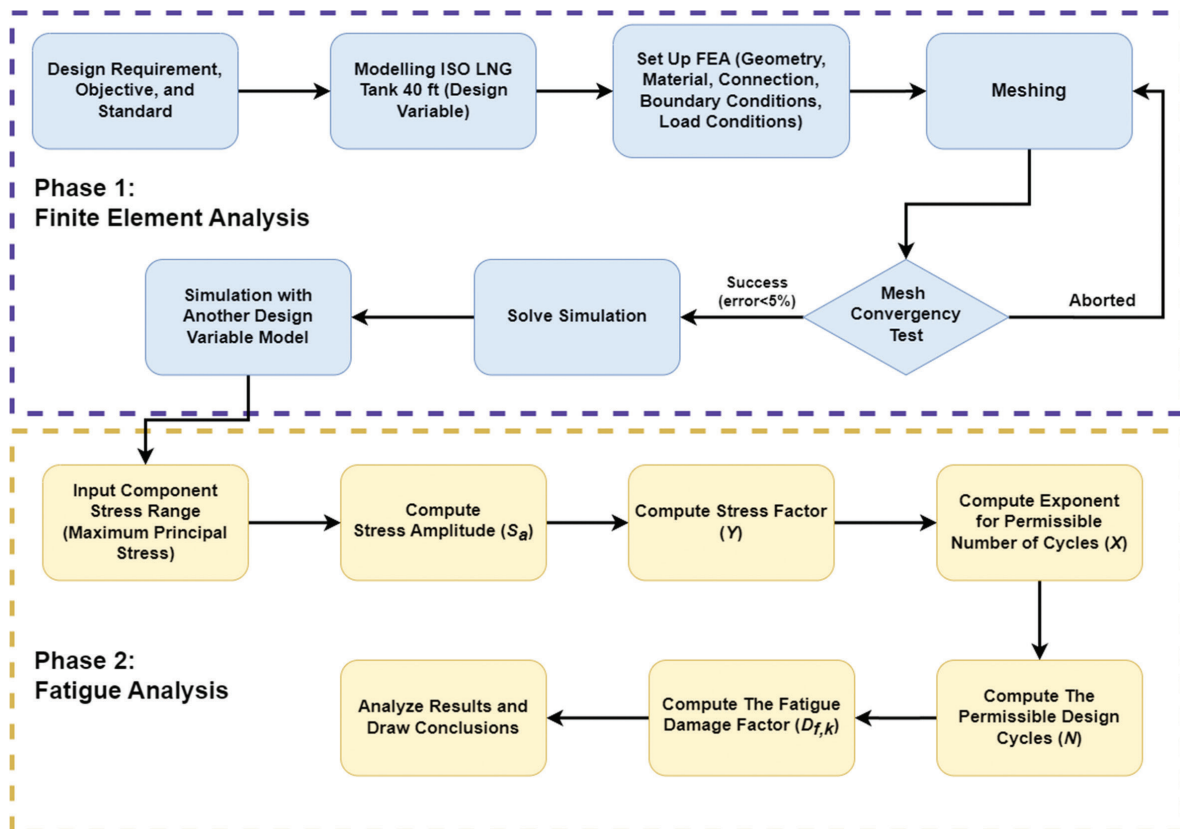 Design Requirement,
Objective, and
Standard
Modelling ISO LNG
Tank 40 ft (Design
Variable)
Set Up FEA (Geometry,
Material, Connection,
Boundary Conditions,
Load Conditions)
Meshing
Phase 1:
Finite Element Analysis
Simulation with
Another Design
Variable Model
Solve Simulation
Success
(error<5%)
Mesh
Convergency
Test
Aborted
Input Component
Stress Range
(Maximum Principal
Stress)
Compute
Stress Amplitude (Sa)
Compute Stress Factor
(Y)
Compute Exponent
for Permissible
Number of Cycles (X)
Phase 2:
Fatigue Analysis
Analyze Results and
Draw Conclusions
Compute The Fatigue
Damage Factor (Df,k)
Compute The
Permissible Design
Cycles (N)